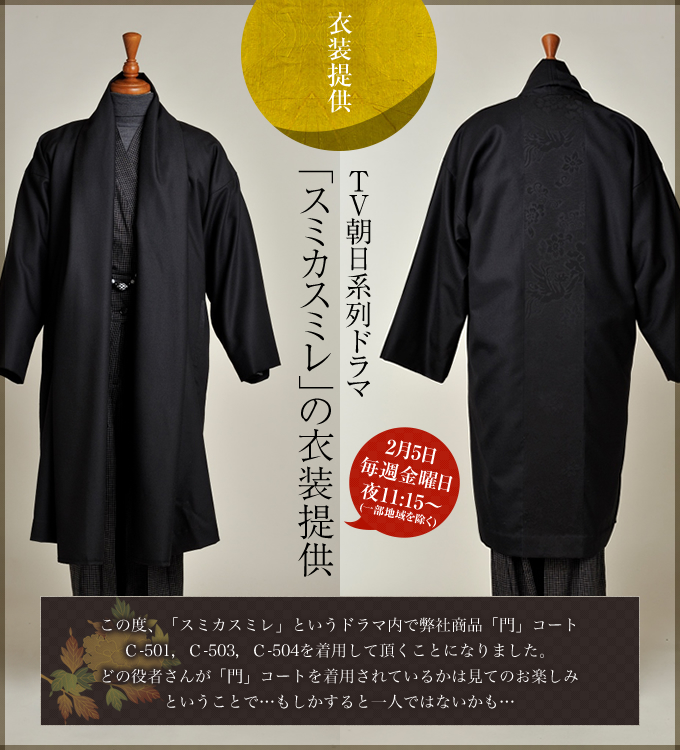 衣装提供
TV朝日系列ドラマ
「スミカスミレ」の衣装提供
2月5日
毎週金曜日
夜11:15〜
(一部地域を除く)
この度、「スミカスミレ」というドラマ内で弊社商品「門」コート
C-501，C-503，C-504を着用して頂くことになりました。
どの役者さんが「門」コートを着用されているかは見てのお楽しみ
ということで…もしかすると一人ではないかも…